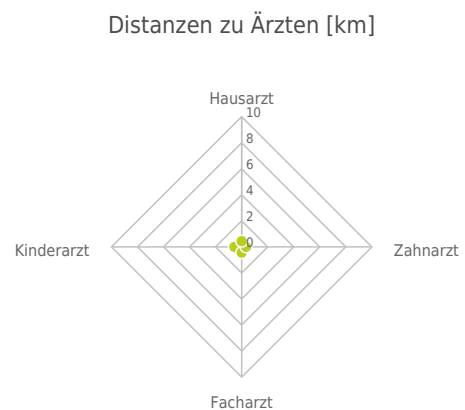 Distanzen zu Ärzten [km]
Hausarzt
10
8
6
4
2
0
Kinderarzt
Zahnarzt
Facharzt